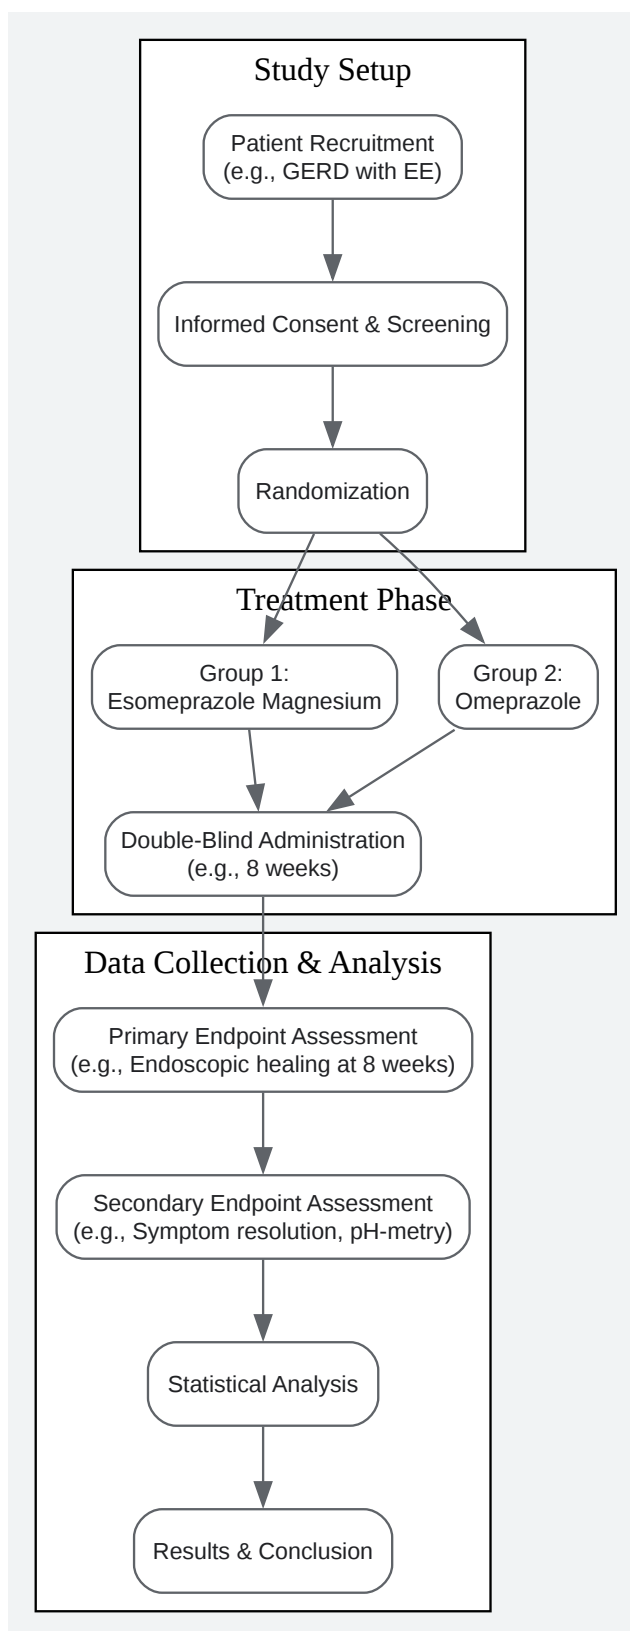 Study Setup
Patient Recruitment
(e.g., GERD with EE)
Informed Consent & Screening
Randomization
Treatment Phase
Group 1:
Esomeprazole Magnesium
Group 2:
Omeprazole
Double-Blind Administration
(e.g., 8 weeks)
Data Collection & Analysis
Primary Endpoint Assessment
(e.g., Endoscopic healing at 8 weeks)
Secondary Endpoint Assessment
(e.g., Symptom resolution, pH-metry)
Statistical Analysis
Results & Conclusion